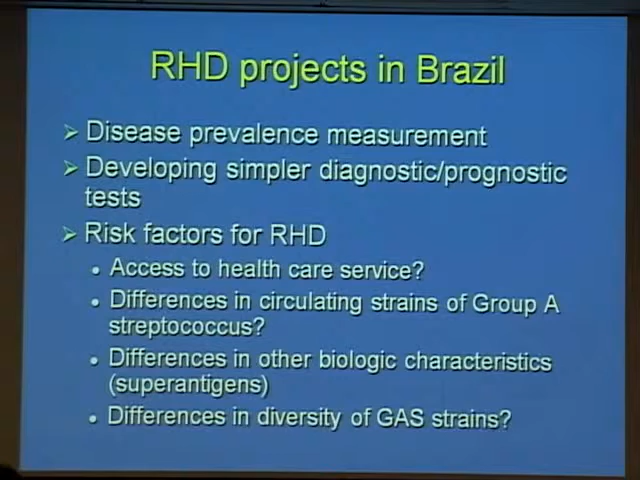 RHD projects in Brazil
➢ Disease prevalence measurement
➢ Developing simpler diagnostic/prognostic
tests
➢ Risk factors for RHD
• Access to health care service?
• Differences in circulating strains of Group A
streptococcus?
• Differences in other biologic characteristics
(superantigens)
• Differences in diversity of GAS strains?